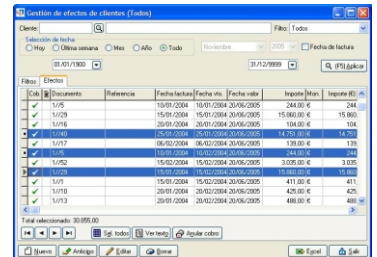 Gestión de efectos de clientes (Todos)
Cliente: Filtro: Todos
Selección de fecha
Hoy Última semana Mes Año Todo Noviembre 2005 Fecha de factura
01/01/1900 31/12/9999 (F5) Aplicar
Filtros Efectos
Cob. Documento Referencia Fecha factura Fecha vto. Fecha valor Importe Mon. Importe (€)
1//5 10/01/2004 10/01/2004 20/06/2005 244,00 € 244,
1//29 15/01/2004 15/01/2004 20/06/2005 15.860,00 € 15.860,
1//16 20/01/2004 20/01/2004 20/06/2005 104,00 € 104,
1//40 25/01/2004 25/01/2004 20/06/2005 14.751,00 € 14.751,
1//17 06/02/2004 06/02/2004 20/06/2005 139,00 € 139,
1//28 10/01/2004 10/02/2004 20/06/2005 244,00 € 244,
1//52 15/02/2004 15/02/2004 20/06/2005 3.035,00 € 3.035,
1//29 15/01/2004 15/02/2004 20/06/2005 15.860,00 € 15.860,
1//1 15/01/2004 15/02/2004 20/06/2005 411,00 € 411,
1//10 20/01/2004 20/02/2004 20/06/2005 425,00 € 425,
1//13 20/01/2004 20/02/2004 20/06/2005 488,00 € 488,
Total seleccionado: 30.855,00
Sel. todos Ver texto Anular cobro
Nuevo Anticipo Editar Borrar Excel Salir